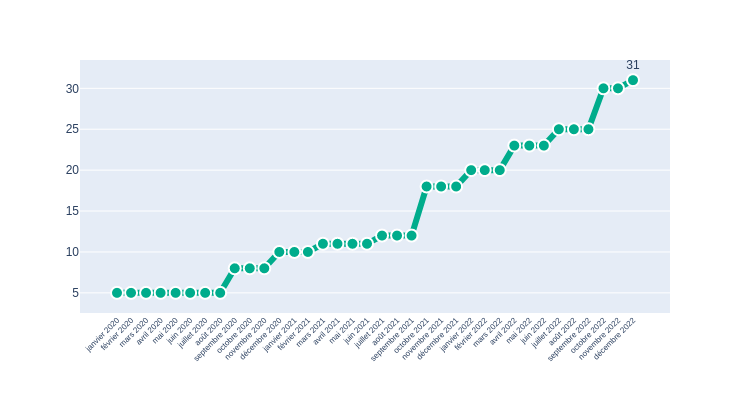 31
30
25
20
15
10
5
janvier 2020
février 2020
mars 2020
avril 2020
mai 2020
juin 2020
juillet 2020
août 2020
septembre 2020
octobre 2020
novembre 2020
décembre 2020
janvier 2021
février 2021
mars 2021
avril 2021
mai 2021
juin 2021
juillet 2021
août 2021
septembre 2021
octobre 2021
novembre 2021
décembre 2021
janvier 2022
février 2022
mars 2022
avril 2022
mai 2022
juin 2022
juillet 2022
août 2022
septembre 2022
octobre 2022
novembre 2022
décembre 2022